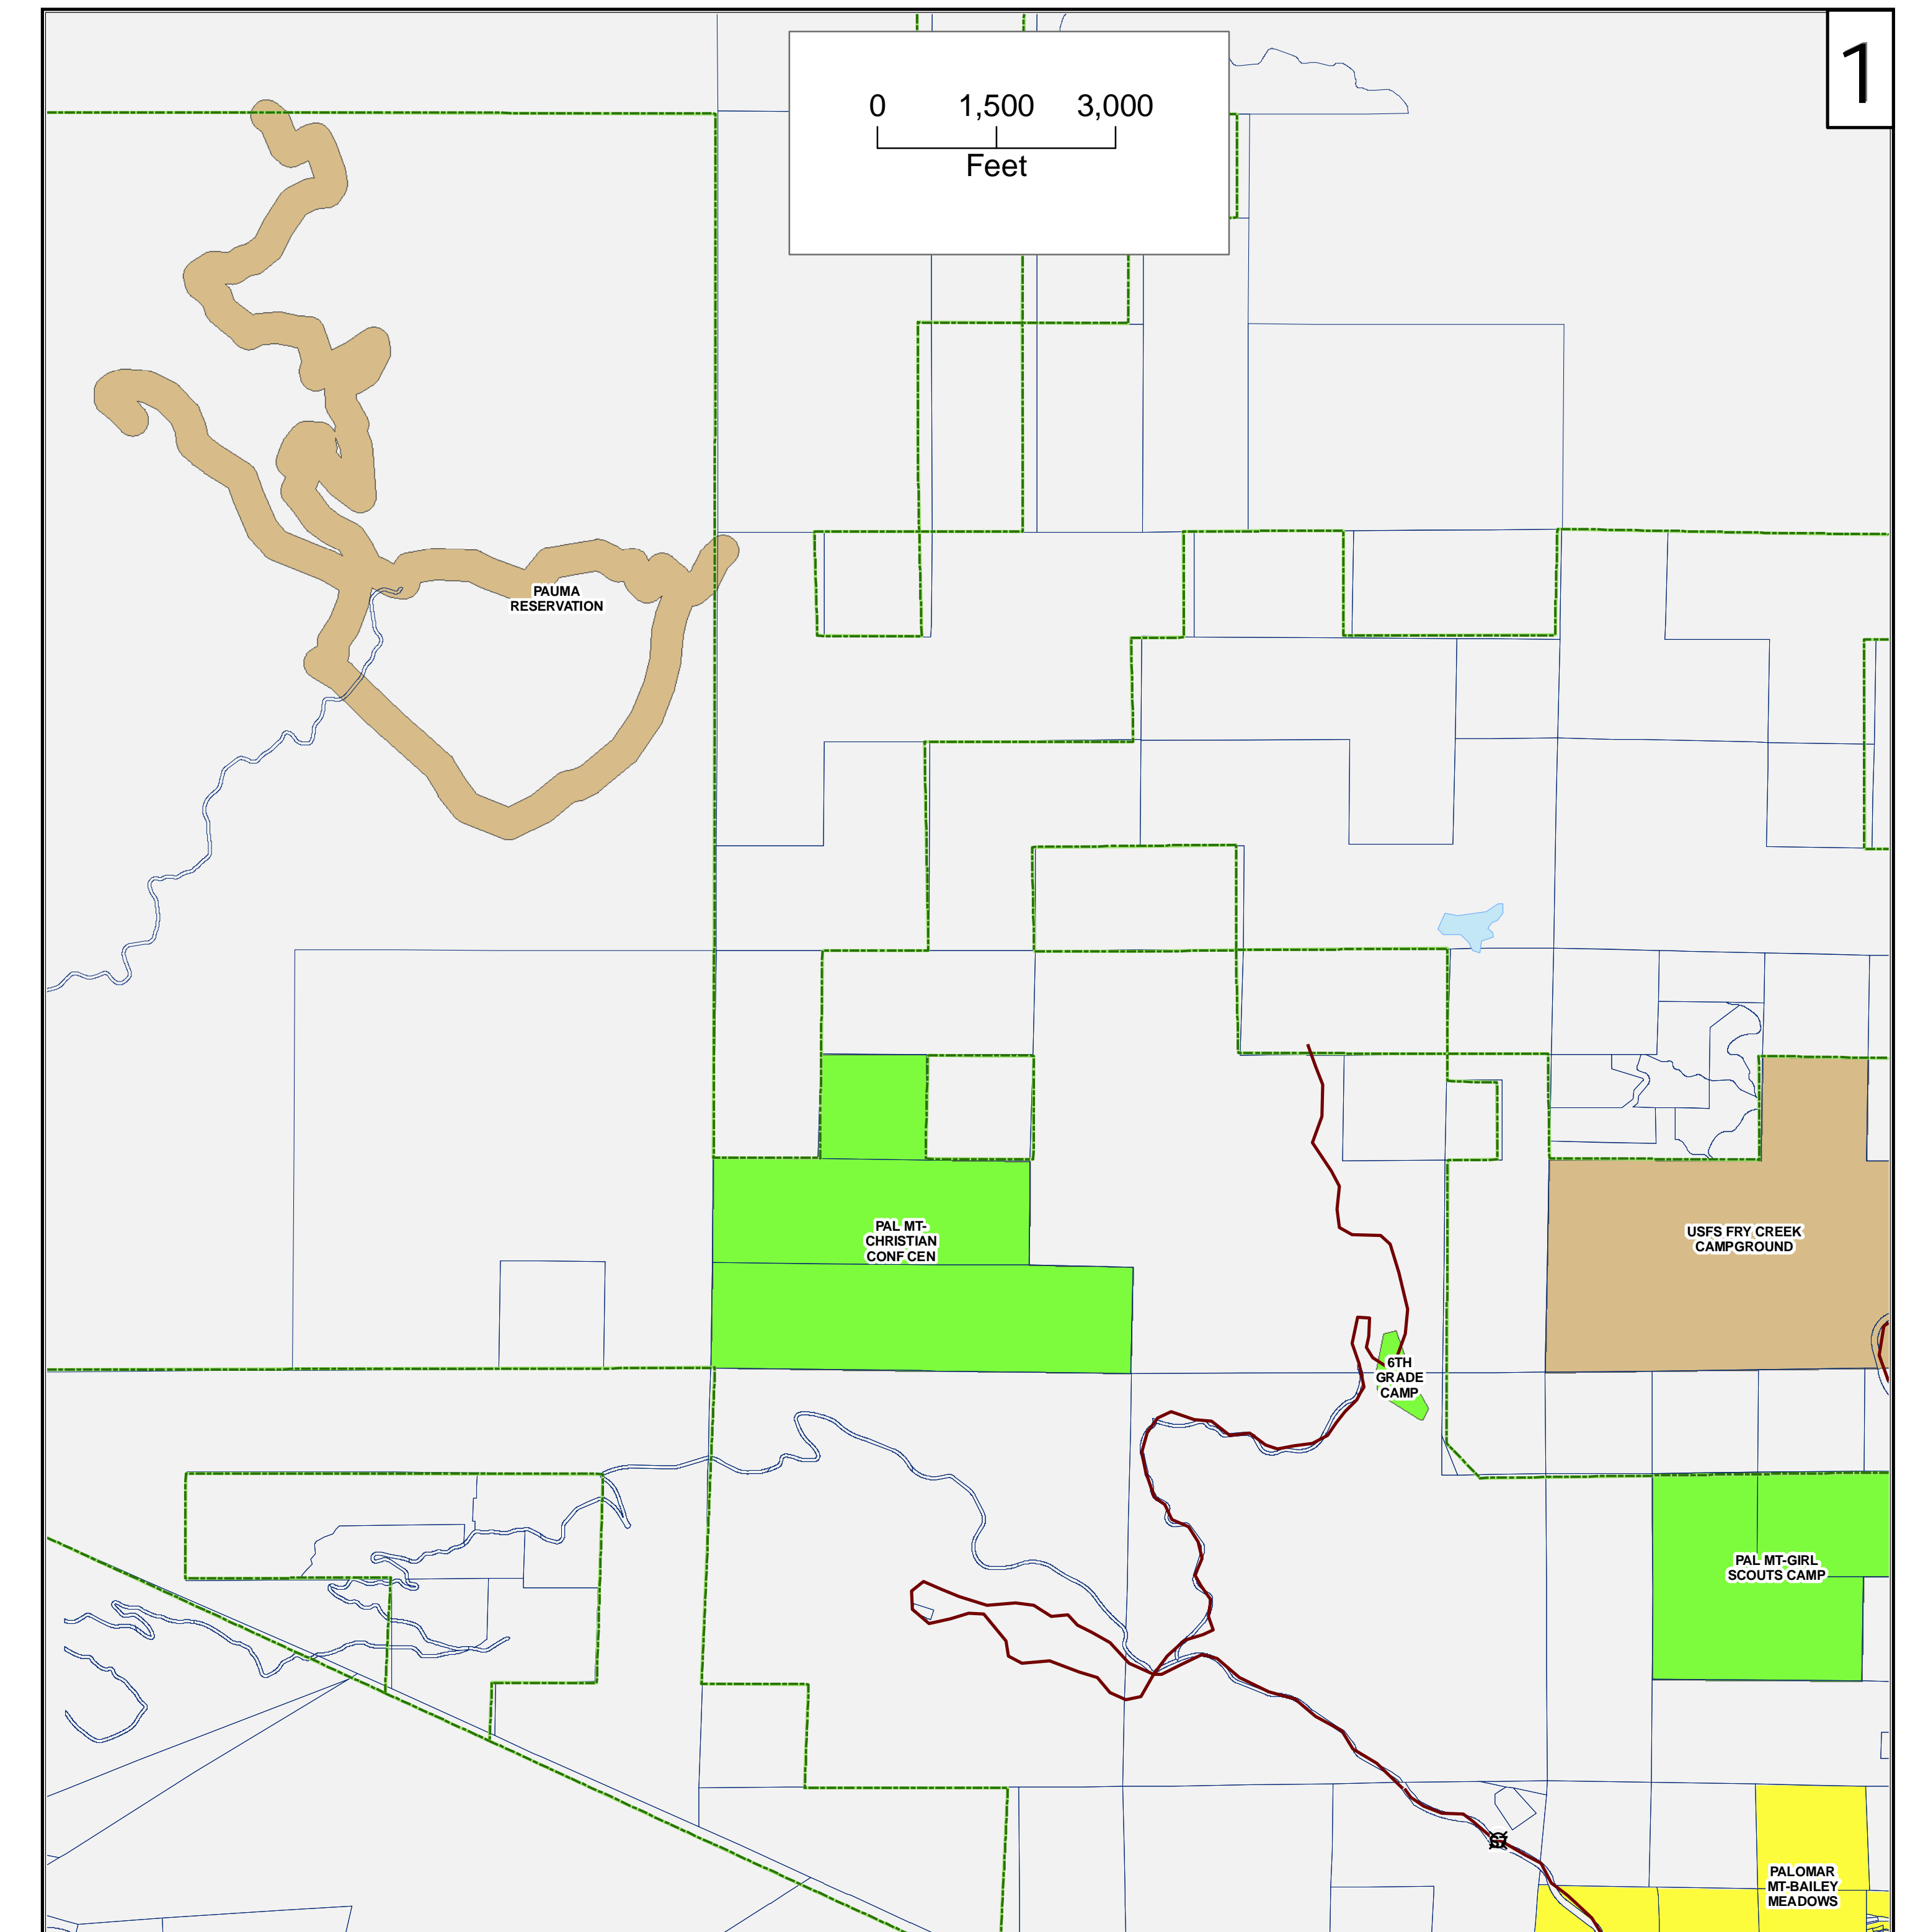 1
0 1,500 3,000
Feet
PAUMA
RESERVATION
PAL MT-
CHRISTIAN
CONF CEN
USFS FRY CREEK
CAMPGROUND
6TH
GRADE
CAMP
PAL MT-GIRL
SCOUTS CAMP
PALOMAR
MT-BAILEY
MEADOWS